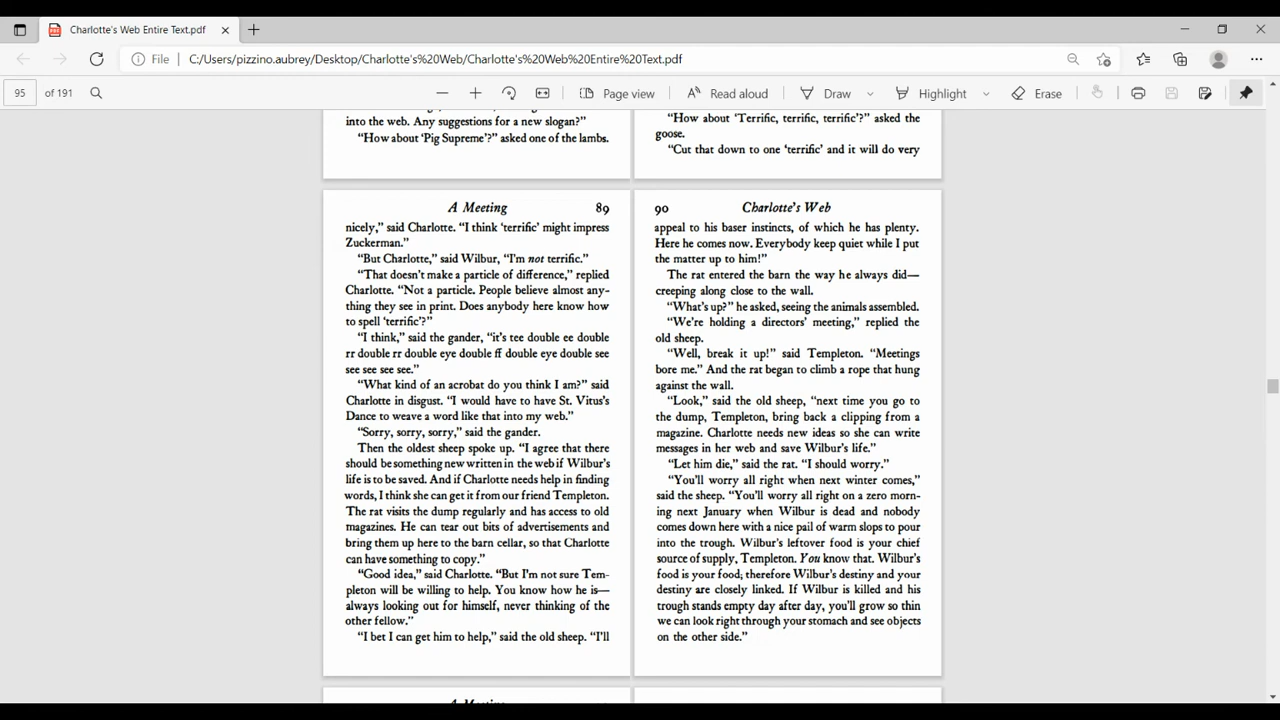 Charlotte's Web Entire Text.pdf
File
C:/Users/pizzino.aubrey/Desktop/Charlotte's%20Web/Charlotte's%20Web%20Entire%20Text.pdf
95 of 191
Page view
Read aloud
Draw
Highlight
Erase
into the web. Any suggestions for a new slogan?”
“How about ‘Pig Supreme’?” asked one of the lambs.
“How about ‘Terrific, terrific, terrific’?” asked the
goose.
“Cut that down to one ‘terrific’ and it will do very
A Meeting 89
nicely,” said Charlotte. “I think ‘terrific’ might impress
Zuckerman.”
“But Charlotte,” said Wilbur, “I'm not terrific.”
“That doesn't make a particle of difference,” replied
Charlotte. “Not a particle. People believe almost any-
thing they see in print. Does anybody here know how
to spell ‘terrific’?”
“I think,” said the gander, “it's tee double ee double
rr double rr double eye double ff double eye double see
see see see see.”
“What kind of an acrobat do you think I am?” said
Charlotte in disgust. “I would have to have St. Vitus's
Dance to weave a word like that into my web.”
“Sorry, sorry, sorry,” said the gander.
Then the oldest sheep spoke up. “I agree that there
should be something new written in the web if Wilbur's
life is to be saved. And if Charlotte needs help in finding
words, I think she can get it from our friend Templeton.
The rat visits the dump regularly and has access to old
magazines. He can tear out bits of advertisements and
bring them up here to the barn cellar, so that Charlotte
can have something to copy.”
“Good idea,” said Charlotte. “But I'm not sure Tem-
pleton will be willing to help. You know how he is—
always looking out for himself, never thinking of the
other fellow.”
“I bet I can get him to help,” said the old sheep. “I'll
90 Charlotte's Web
appeal to his baser instincts, of which he has plenty.
Here he comes now. Everybody keep quiet while I put
the matter up to him!”
The rat entered the barn the way he always did—
creeping along close to the wall.
“What's up?” he asked, seeing the animals assembled.
“We're holding a directors' meeting,” replied the
old sheep.
“Well, break it up!” said Templeton. “Meetings
bore me.” And the rat began to climb a rope that hung
against the wall.
“Look,” said the old sheep, “next time you go to
the dump, Templeton, bring back a clipping from a
magazine. Charlotte needs new ideas so she can write
messages in her web and save Wilbur's life.”
“Let him die,” said the rat. “I should worry.”
“You'll worry all right when next winter comes,”
said the sheep. “You'll worry all right on a zero morn-
ing next January when Wilbur is dead and nobody
comes down here with a nice pail of warm slops to pour
into the trough. Wilbur's leftover food is your chief
source of supply, Templeton. You know that. Wilbur's
food is your food; therefore Wilbur's destiny and your
destiny are closely linked. If Wilbur is killed and his
trough stands empty day after day, you'll grow so thin
we can look right through your stomach and see objects
on the other side.”